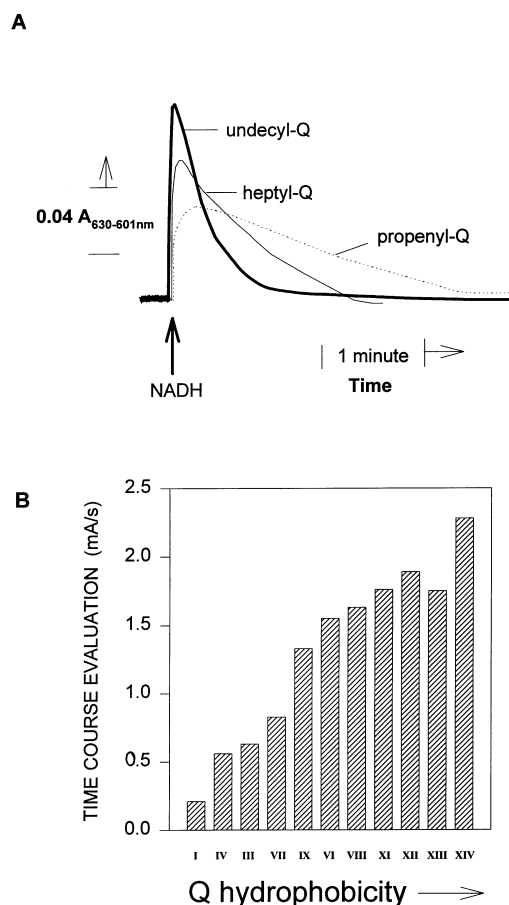 A
undecyl-Q
heptyl-Q
0.04 A630-601nm
propenyl-Q
1 minute
Time
NADH
B
TIME COURSE EVALUATION (mA/s)
2.5
2.0
1.5
1.0
0.5
0.0
I IV III VII IX VI VIII XI XII XIII XIV
Q hydrophobicity